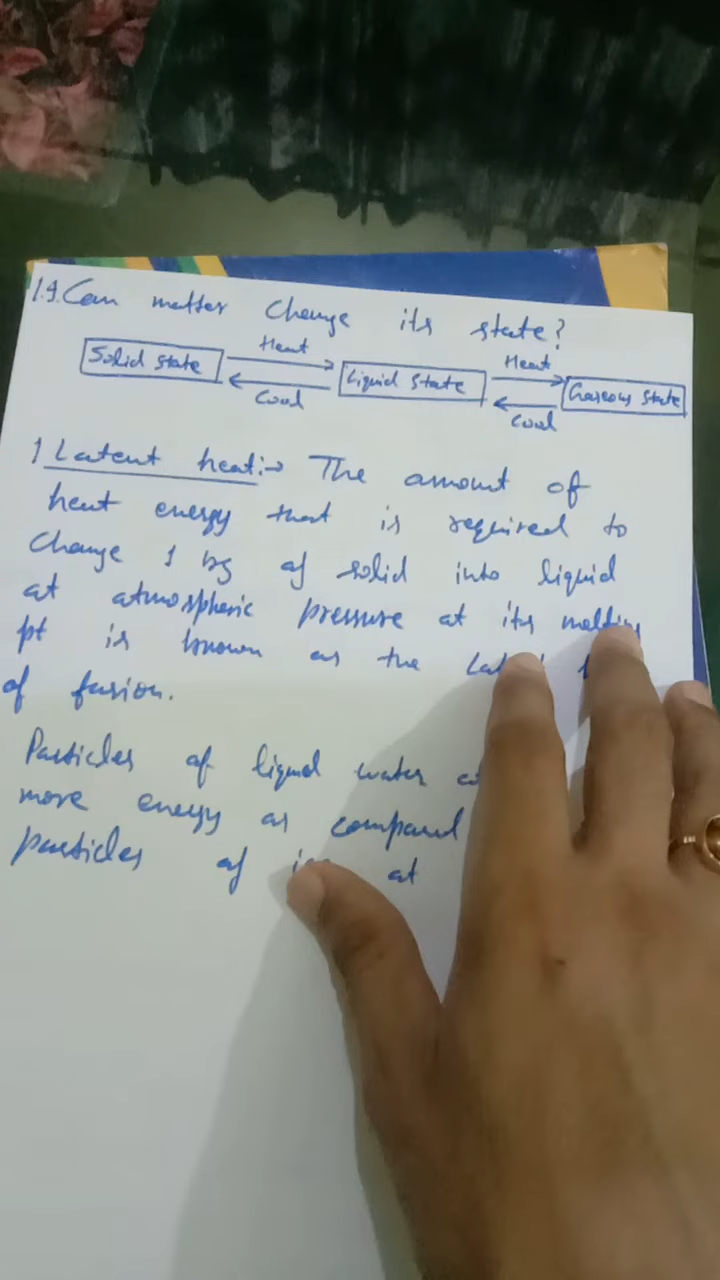 1.9. Can matter change its state?
Solid state Heat Cool Liquid state Heat Cool Gaseous state
1 Latent heat:→ The amount of
heat energy that is required to
change 1 kg of solid into liquid
at atmospheric pressure at its melting
pt is known as the
of fusion.
Particles of liquid water
more energy as compared
particles of at